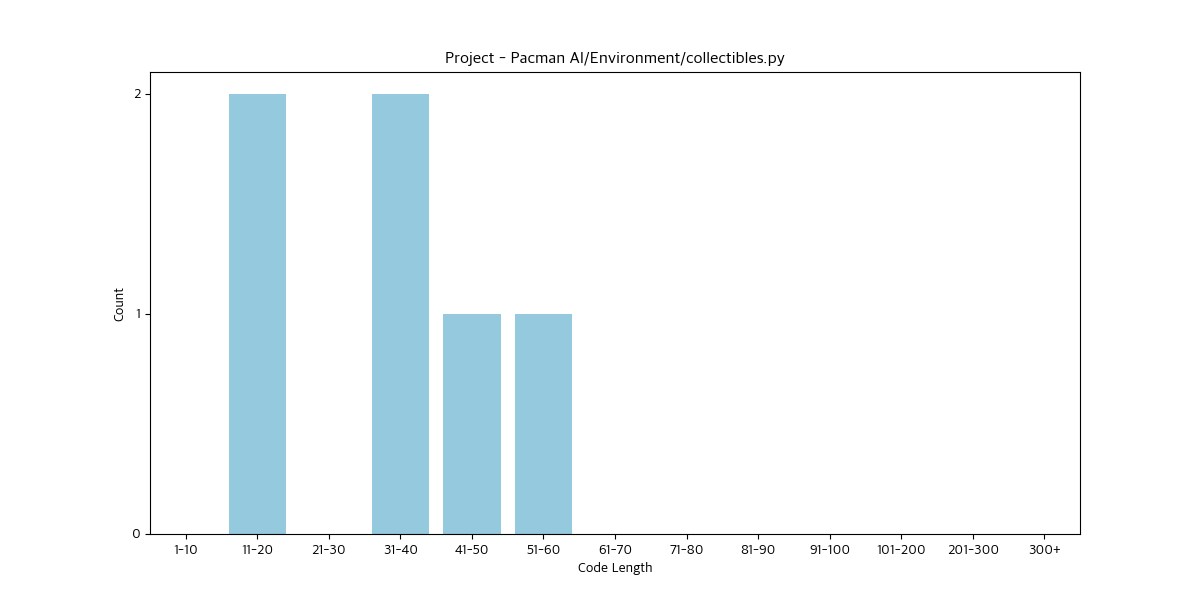 Project - Pacman AI/Environment/collectibles.py
2
1
0
Count
1-10 11-20 21-30 31-40 41-50 51-60 61-70 71-80 81-90 91-100 101-200 201-300 300+
Code Length